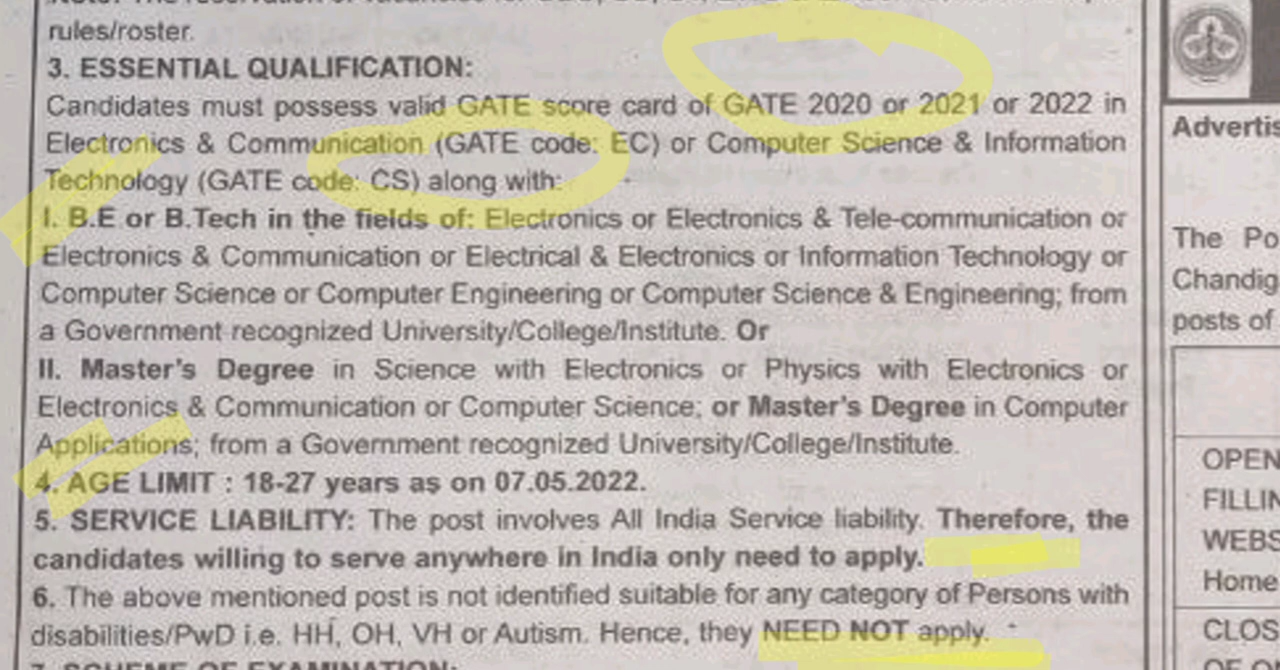 rules/roster.
3. ESSENTIAL QUALIFICATION:
Candidates must possess valid GATE score card of GATE 2020 or 2021 or 2022 in
Electronics & Communication (GATE code: EC) or Computer Science & Information
Technology (GATE code: CS) along with:
I. B.E or B.Tech in the fields of: Electronics or Electronics & Tele-communication or
Electronics & Communication or Electrical & Electronics or Information Technology or
Computer Science or Computer Engineering or Computer Science & Engineering; from
a Government recognized University/College/Institute. Or
II. Master's Degree in Science with Electronics or Physics with Electronics or
Electronics & Communication or Computer Science; or Master's Degree in Computer
Applications; from a Government recognized University/College/Institute.
4. AGE LIMIT : 18-27 years as on 07.05.2022.
5. SERVICE LIABILITY: The post involves All India Service liability. Therefore, the
candidates willing to serve anywhere in India only need to apply.
6. The above mentioned post is not identified suitable for any category of Persons with
disabilities/PwD i.e. HH, OH, VH or Autism. Hence, they NEED NOT apply.
7. SCHEME OF EXAMINATION:
Advertis
The Po
Chandig
posts of
OPEN
FILLIN
WEBS
Home
CLOS